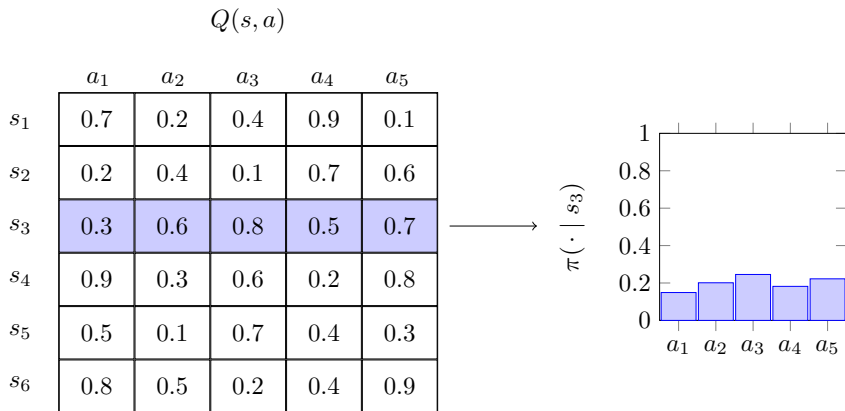 Q(s, a)
a₁ a₂ a₃ a₄ a₅
s₁ 0.7 0.2 0.4 0.9 0.1
s₂ 0.2 0.4 0.1 0.7 0.6
s₃ 0.3 0.6 0.8 0.5 0.7
s₄ 0.9 0.3 0.6 0.2 0.8
s₅ 0.5 0.1 0.7 0.4 0.3
s₆ 0.8 0.5 0.2 0.4 0.9
π(· | s₃)
1
0.8
0.6
0.4
0.2
0
a₁ a₂ a₃ a₄ a₅